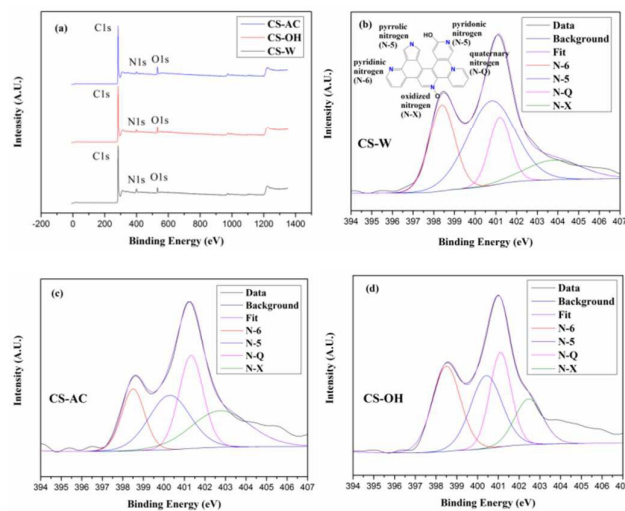 (a)
CS-AC
CS-OH
CS-W
C1s
N1s
O1s
C1s
N1s
O1s
C1s
N1s
O1s
Intensity (A.U.)
-200 0 200 400 600 800 1000 1200 1400
Binding Energy (eV)
(b)
pyrrolic
nitrogen
(N-5)
HO
pyridonic
nitrogen
(N-5)
pyridinic
nitrogen
(N-6)
quaternary
nitrogen
(N-Q)
oxidized
nitrogen
(N-X)
N
N
N
N
N
O
Data
Background
Fit
N-6
N-5
N-Q
N-X
CS-W
Intensity (A.U.)
394 395 396 397 398 399 400 401 402 403 404 405 406 407
Binding Energy (eV)
(c)
Data
Background
Fit
N-6
N-5
N-Q
N-X
CS-AC
Intensity (A.U.)
394 395 396 397 398 399 400 401 402 403 404 405 406 407
Binding Energy (eV)
(d)
Data
Background
Fit
N-6
N-5
N-Q
N-X
CS-OH
Intensity (A.U.)
394 395 396 397 398 399 400 401 402 403 404 405 406
Binding Energy (eV)